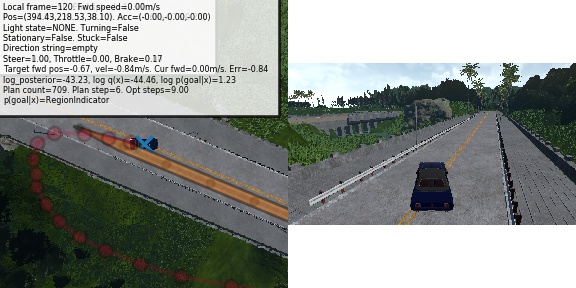 Local frame=120. Fwd speed=0.00m/s
Pos=(394.43,218.53,38.10). Acc=(-0.00,-0.00,-0.00)
Light state=NONE. Turning=False
Stationary=False. Stuck=False
Direction string=empty
Steer=1.00, Throttle=0.00, Brake=0.17
Target fwd pos=-0.67, vel=-0.84m/s. Cur fwd=0.00m/s. Err=-0.84
log_posterior=-43.23, log q(x)=-44.46, log p(goal|x)=1.23
Plan count=709. Plan step=6. Opt steps=9.00
p(goal|x)=RegionIndicator